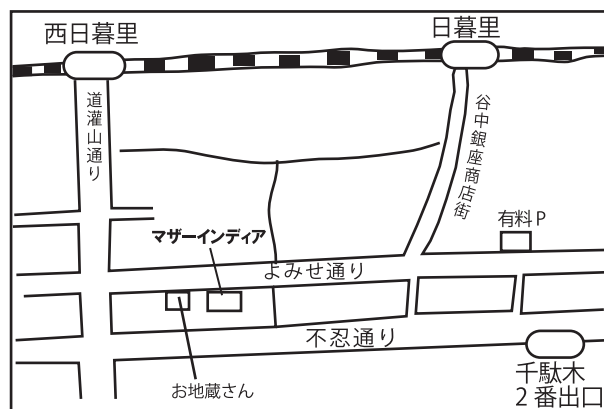 西日暮里
日暮里
道灌山通り
谷中銀座商店街
有料P
マザーインディア
よみせ通り
不忍通り
お地蔵さん
千駄木
2番出口